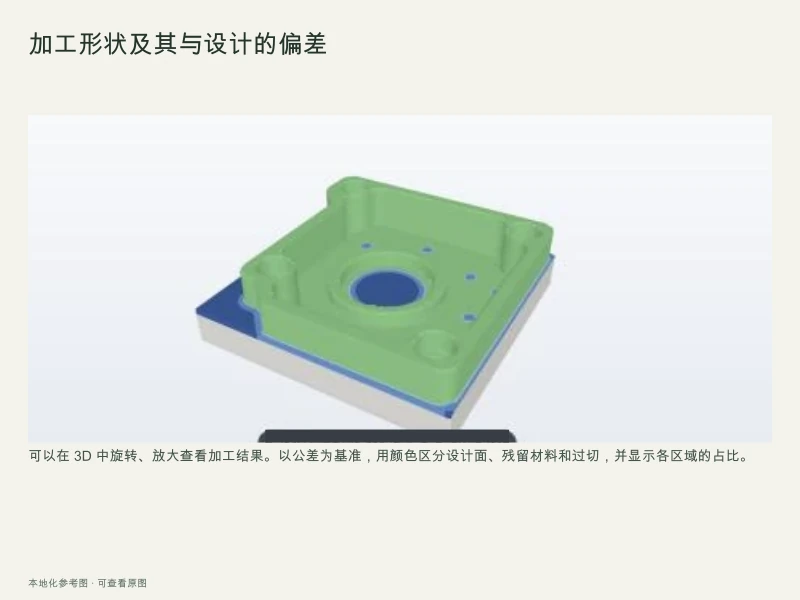 加工形状及其与设计的偏差
可以在 3D 中旋转、放大查看加工结果。以公差为基准，用颜色区分设计面、残留材料和过切，并显示各区域的占比。
本地化参考图 · 可查看原图